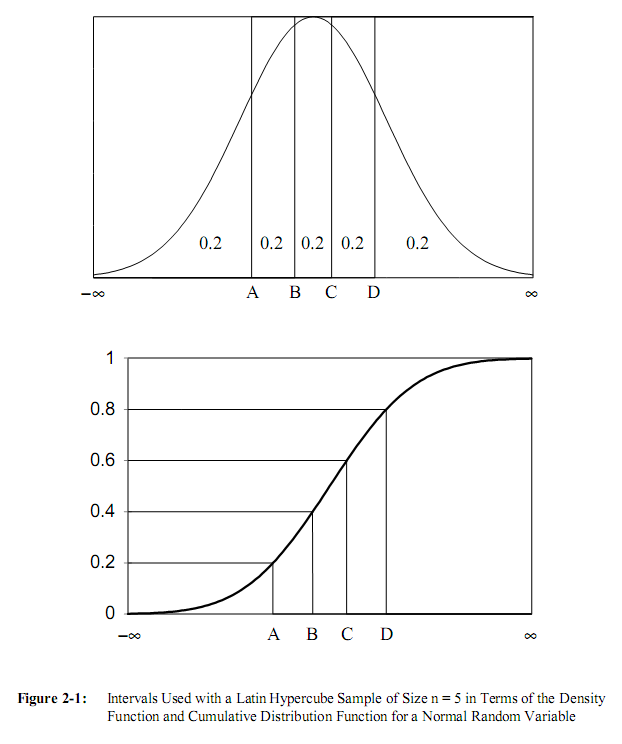 0.2 0.2 0.2 0.2 0.2
−∞ A B C D ∞
1
0.8
0.6
0.4
0.2
0
−∞ A B C D ∞
Figure 2-1: Intervals Used with a Latin Hypercube Sample of Size n = 5 in Terms of the Density
Function and Cumulative Distribution Function for a Normal Random Variable